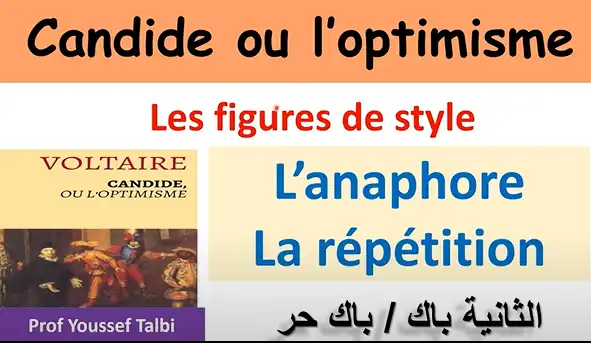 Candide ou l'optimisme
Les figures de style
VOLTAIRE
CANDIDE,
OU L'OPTIMISME
L'anaphore
La répétition
Prof Youssef Talbi
الثانية باك / باك حر